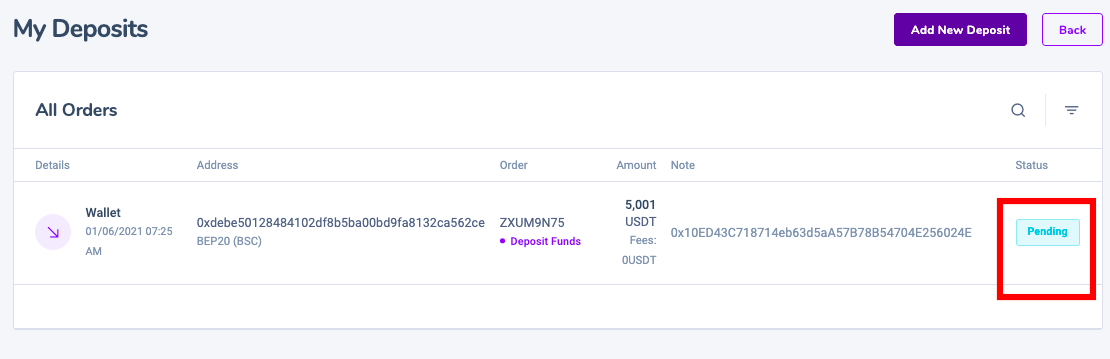 My Deposits
Add New Deposit
Back
All Orders
Details Address Order Amount Note Status
Wallet
01/06/2021 07:25
AM
0xdebe50128484102df8b5ba00bd9fa8132ca562ce
BEP20 (BSC)
ZXUM9N75
Deposit Funds
5,001
USDT
Fees:
0USDT
0x10ED43C718714eb63d5aA57B78B54704E256024E
Pending